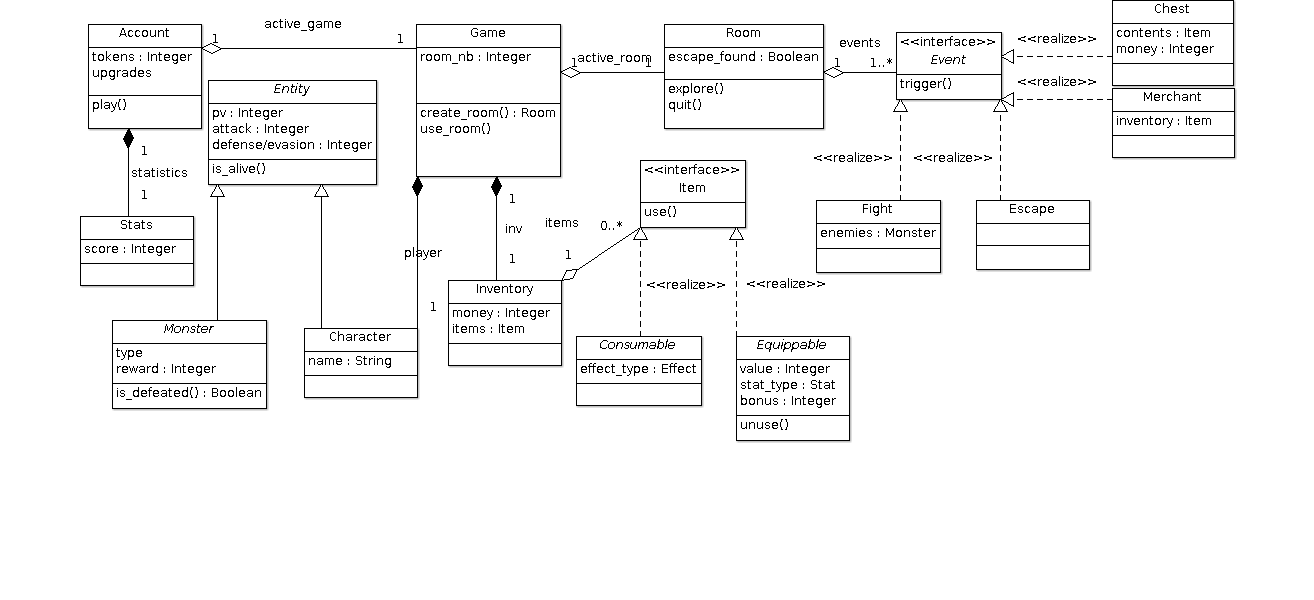 Account
tokens : Integer
upgrades
play()
1
active_game
1
Game
room_nb : Integer
create_room() : Room
use_room()
1
active_room
1
Room
escape_found : Boolean
explore()
quit()
events
1
1..*
<<interface>>
Event
trigger()
<<realize>>
<<realize>>
Chest
contents : Item
money : Integer
Merchant
inventory : Item
Entity
pv : Integer
attack : Integer
defense/evasion : Integer
is_alive()
1
statistics
1
Stats
score : Integer
<<realize>>
<<realize>>
Fight
enemies : Monster
Escape
<<interface>>
Item
use()
1
inv
1
items
0..*
1
player
1
Inventory
money : Integer
items : Item
<<realize>>
<<realize>>
Monster
type
reward : Integer
is_defeated() : Boolean
Character
name : String
Consumable
effect_type : Effect
Equippable
value : Integer
stat_type : Stat
bonus : Integer
unuse()